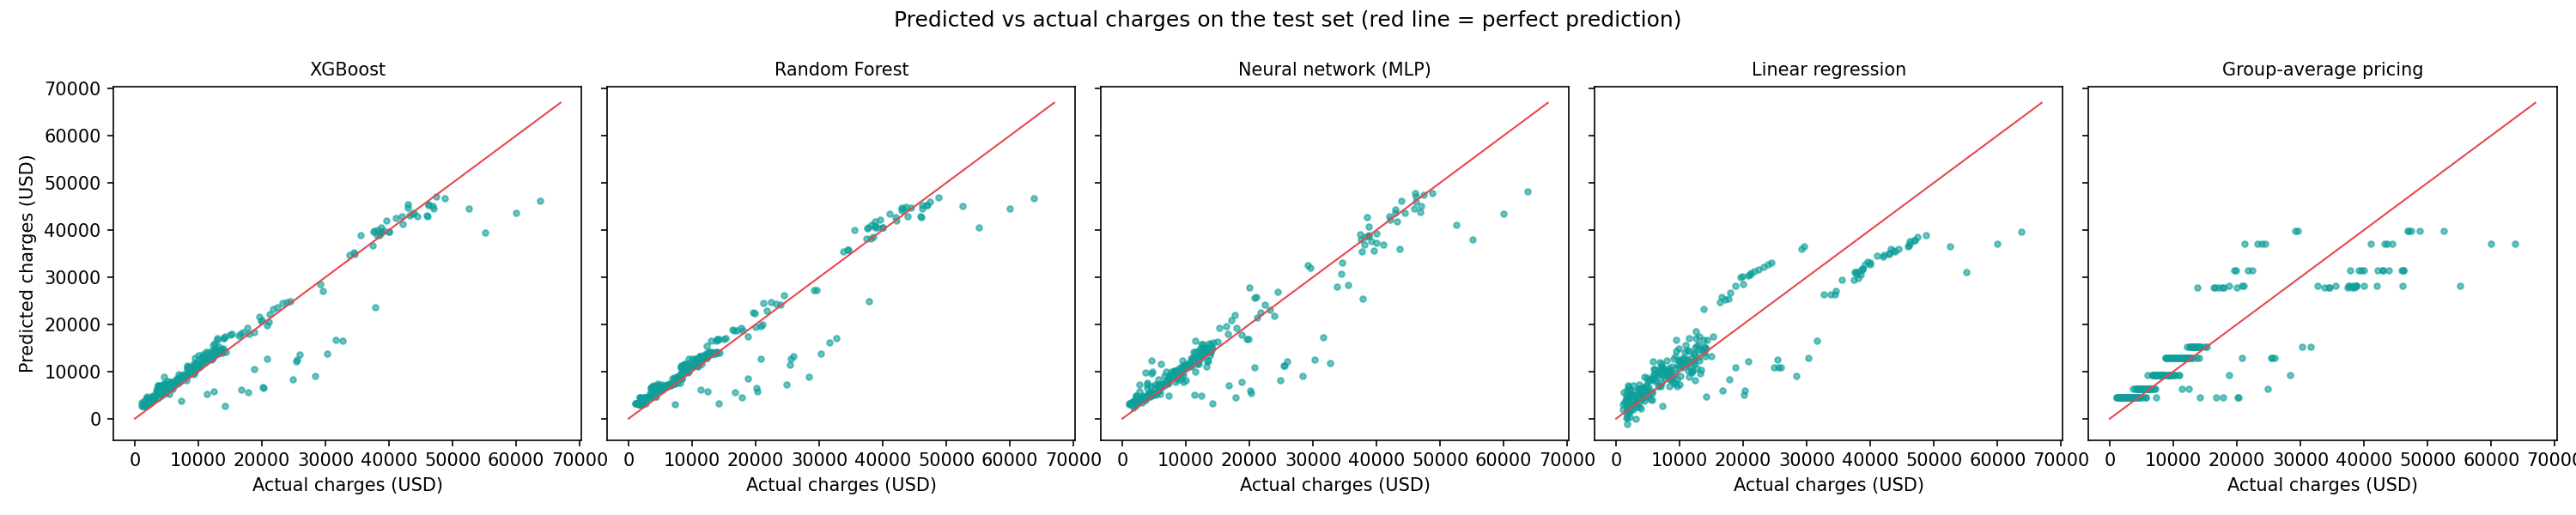 Predicted vs actual charges on the test set (red line = perfect prediction)
XGBoost
Random Forest
Neural network (MLP)
Linear regression
Group-average pricing
Predicted charges (USD)
70000
60000
50000
40000
30000
20000
10000
0
0 10000 20000 30000 40000 50000 60000 70000
0 10000 20000 30000 40000 50000 60000 70000
0 10000 20000 30000 40000 50000 60000 70000
0 10000 20000 30000 40000 50000 60000 70000
0 10000 20000 30000 40000 50000 60000 7000
Actual charges (USD)
Actual charges (USD)
Actual charges (USD)
Actual charges (USD)
Actual charges (USD)